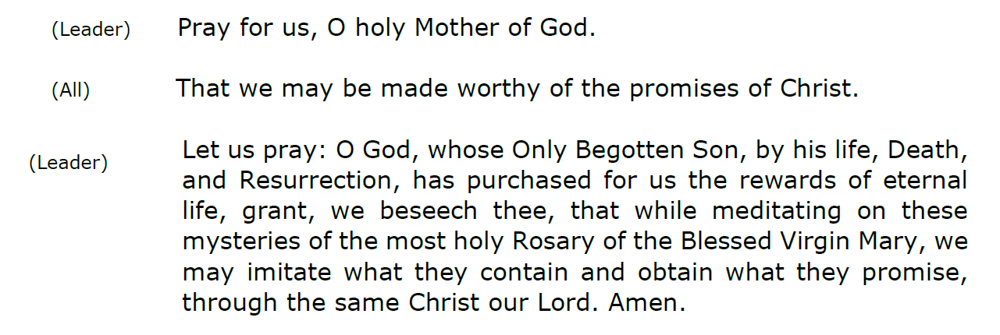 (Leader) Pray for us, O holy Mother of God.
(All) That we may be made worthy of the promises of Christ.
(Leader) Let us pray: O God, whose Only Begotten Son, by his life, Death,
and Resurrection, has purchased for us the rewards of eternal
life, grant, we beseech thee, that while meditating on these
mysteries of the most holy Rosary of the Blessed Virgin Mary, we
may imitate what they contain and obtain what they promise,
through the same Christ our Lord. Amen.